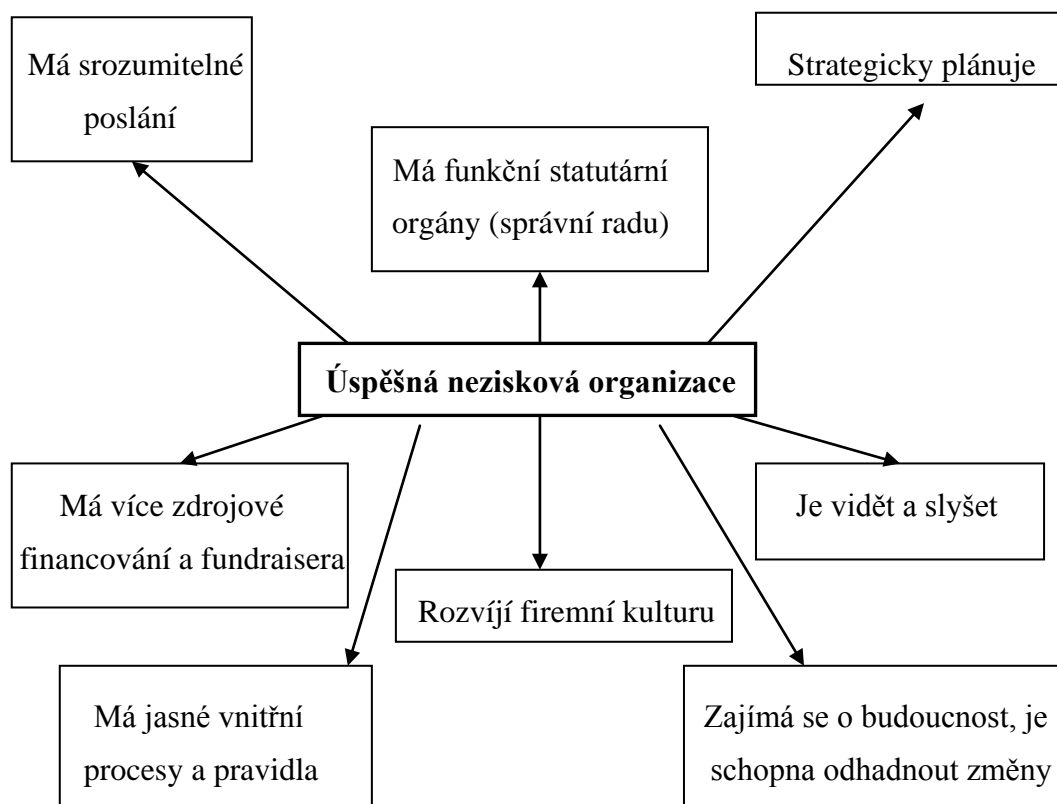 Má srozumitelné
poslání
Strategicky plánuje
Má funkční statutární
orgány (správní radu)
Úspěšná nezisková organizace
Má více zdrojové
financování a fundraisera
Je vidět a slyšet
Rozvíjí firemní kulturu
Má jasné vnitřní
procesy a pravidla
Zajímá se o budoucnost, je
schopna odhadnout změny